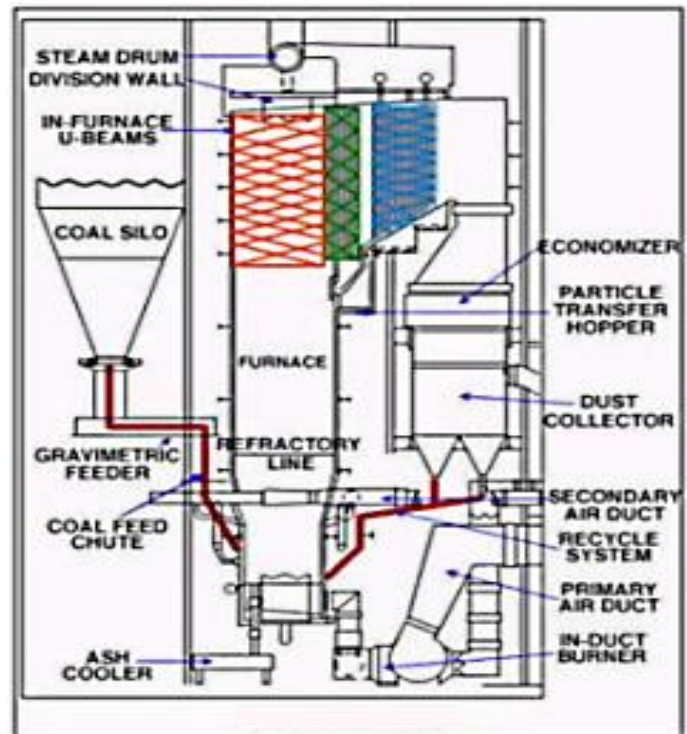 STEAM DRUM
DIVISION WALL
IN-FURNACE
U-BEAMS
COAL SILO
ECONOMIZER
PARTICLE
TRANSFER
HOPPER
FURNACE
DUST
COLLECTOR
REFRACTORY
LINE
GRAVIMETRIC
FEEDER
COAL FEED
CHUTE
SECONDARY
AIR DUCT
RECYCLE
SYSTEM
PRIMARY
AIR DUCT
IN-DUCT
BURNER
ASH
COOLER